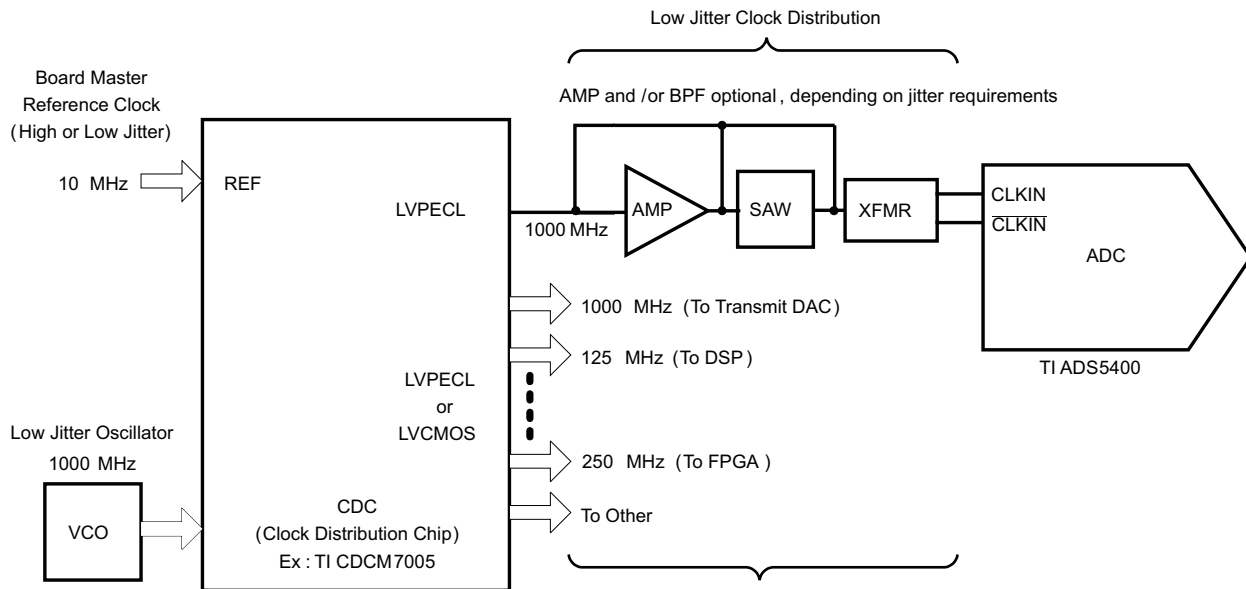 Low Jitter Clock Distribution
Board Master
Reference Clock
(High or Low Jitter)
AMP and /or BPF optional, depending on jitter requirements
10 MHz
REF
LVPECL
1000 MHz
AMP
SAW
XFMR
CLKIN
CLKIN
ADC
TI ADS5400
1000 MHz (To Transmit DAC)
125 MHz (To DSP)
LVPECL
or
LVCMOS
250 MHz (To FPGA)
To Other
Low Jitter Oscillator
1000 MHz
VCO
CDC
(Clock Distribution Chip)
Ex : TI CDCM7005